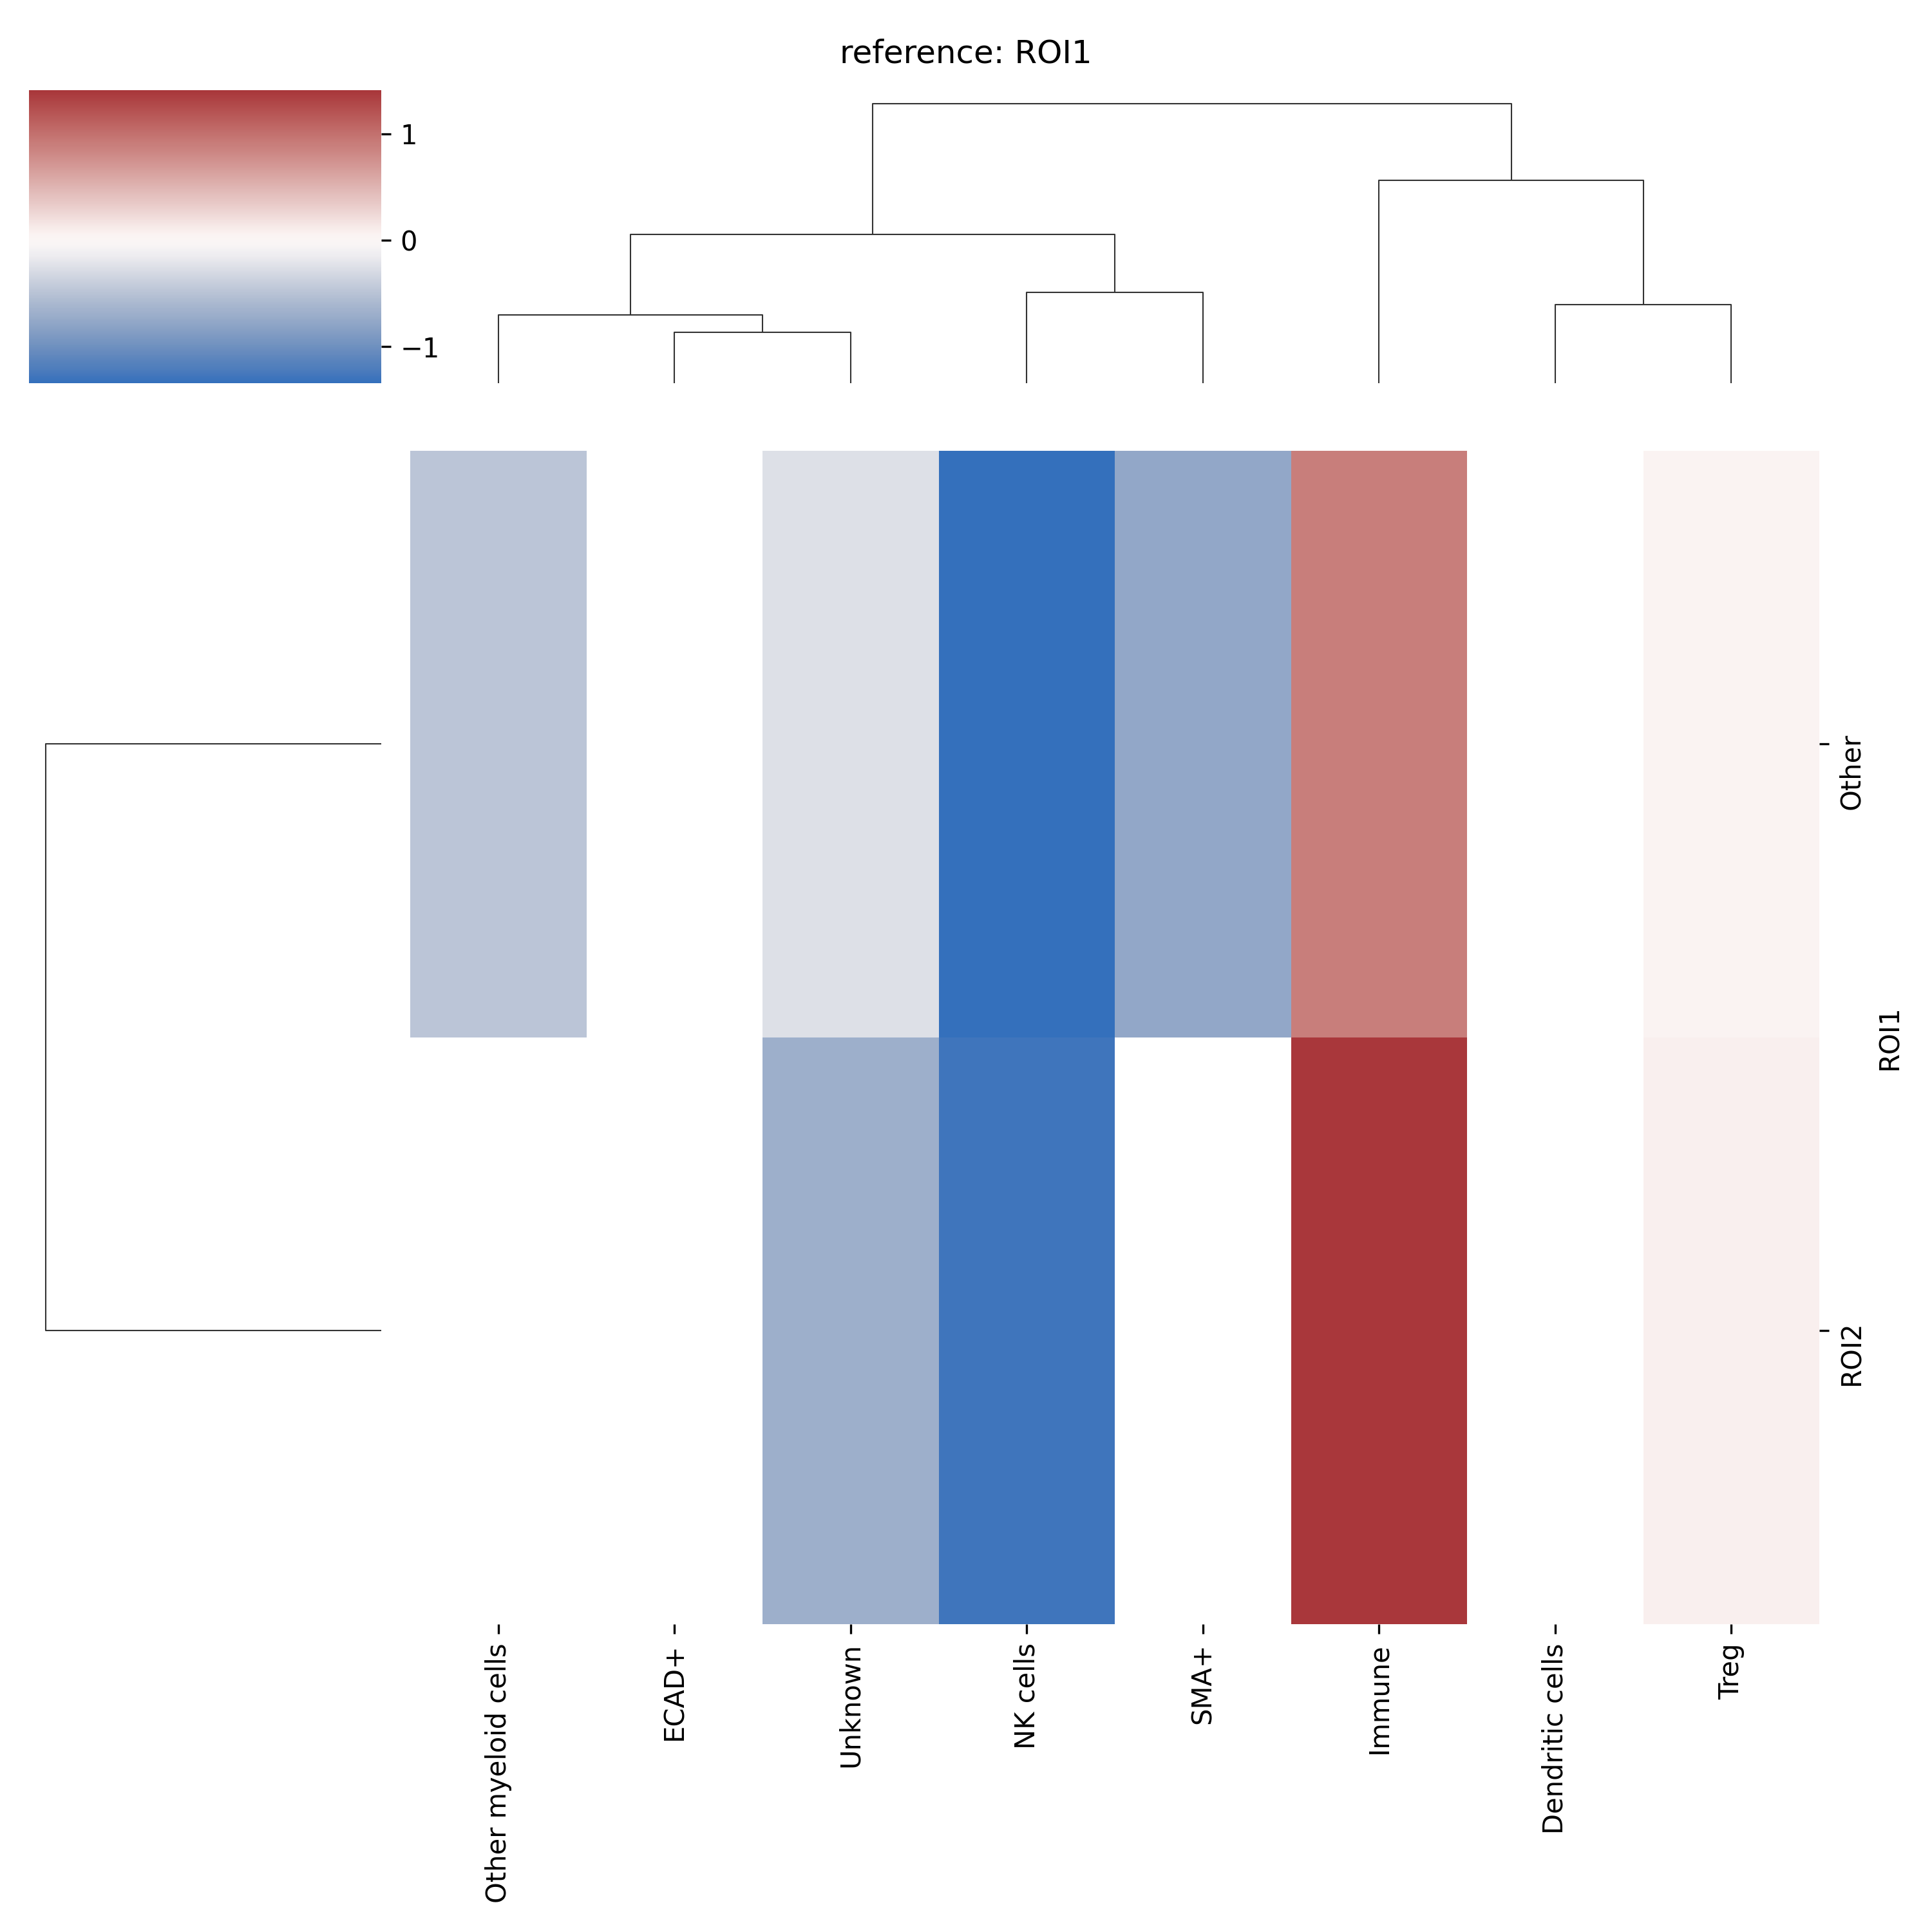 reference: ROI1
1
0
−1
Other
ROI2
ROI1
Other myeloid cells
ECAD+
Unknown
NK cells
SMA+
Immune
Dendritic cells
Treg